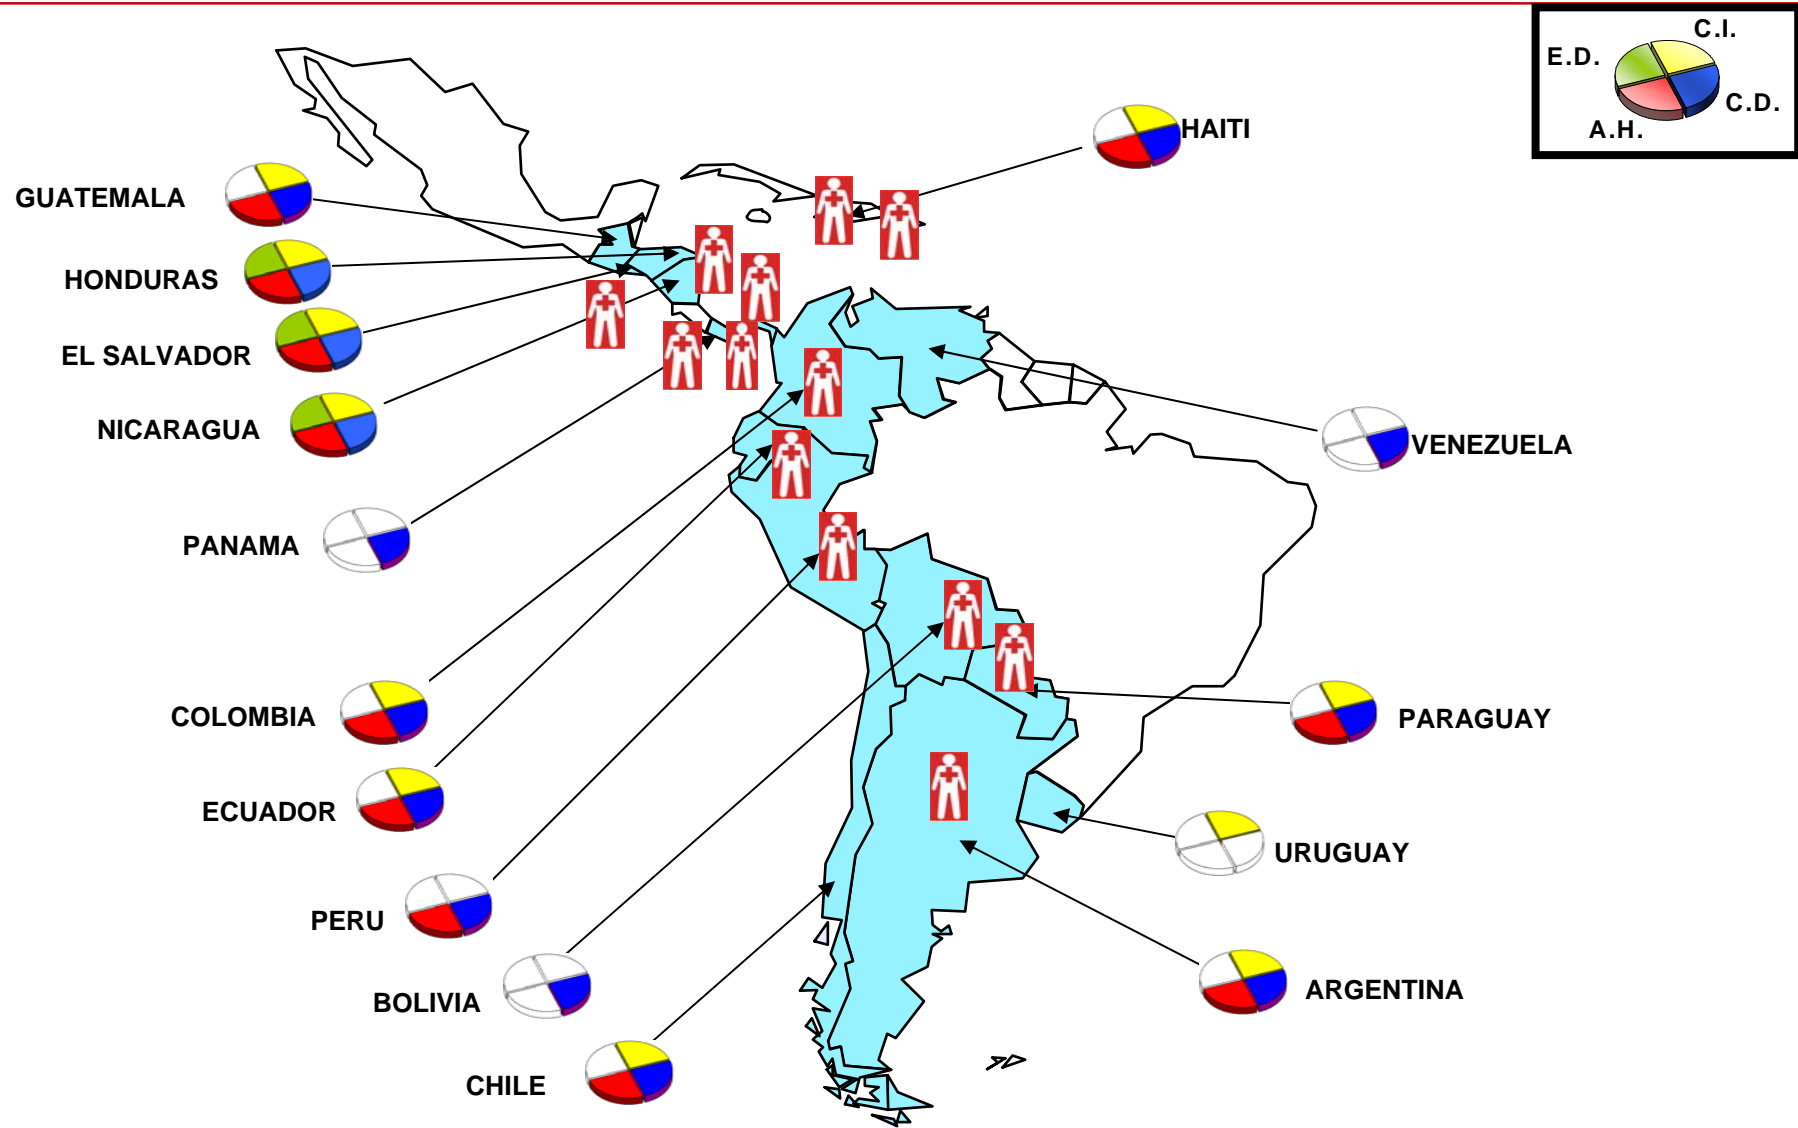 C.I.
E.D.
C.D.
A.H.
HAITI
GUATEMALA
HONDURAS
EL SALVADOR
NICARAGUA
VENEZUELA
PANAMA
COLOMBIA
PARAGUAY
ECUADOR
URUGUAY
PERU
BOLIVIA
ARGENTINA
CHILE